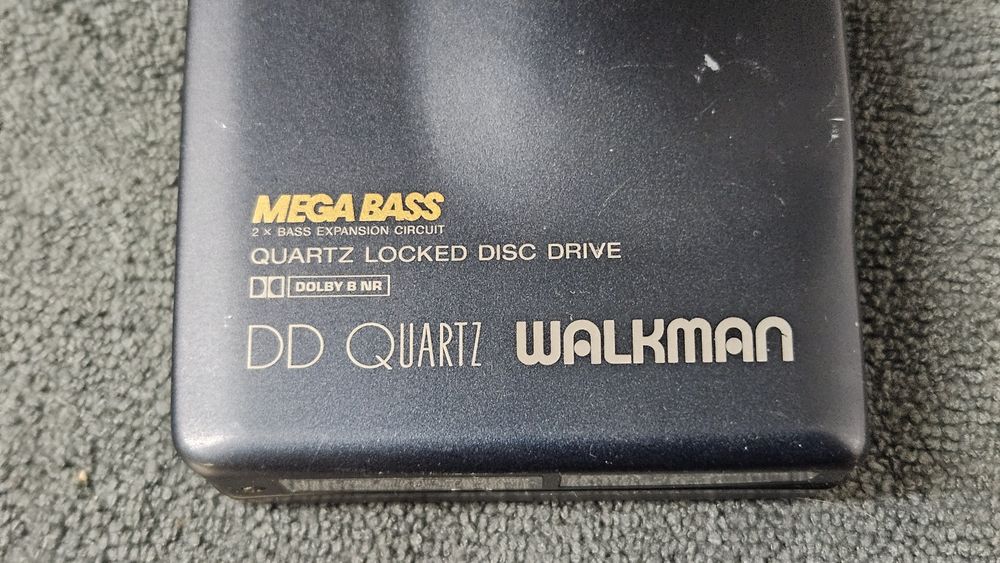 MEGA BASS
2 × BASS EXPANSION CIRCUIT
QUARTZ LOCKED DISC DRIVE
DOLBY B NR
DD QUARTZ WALKMAN